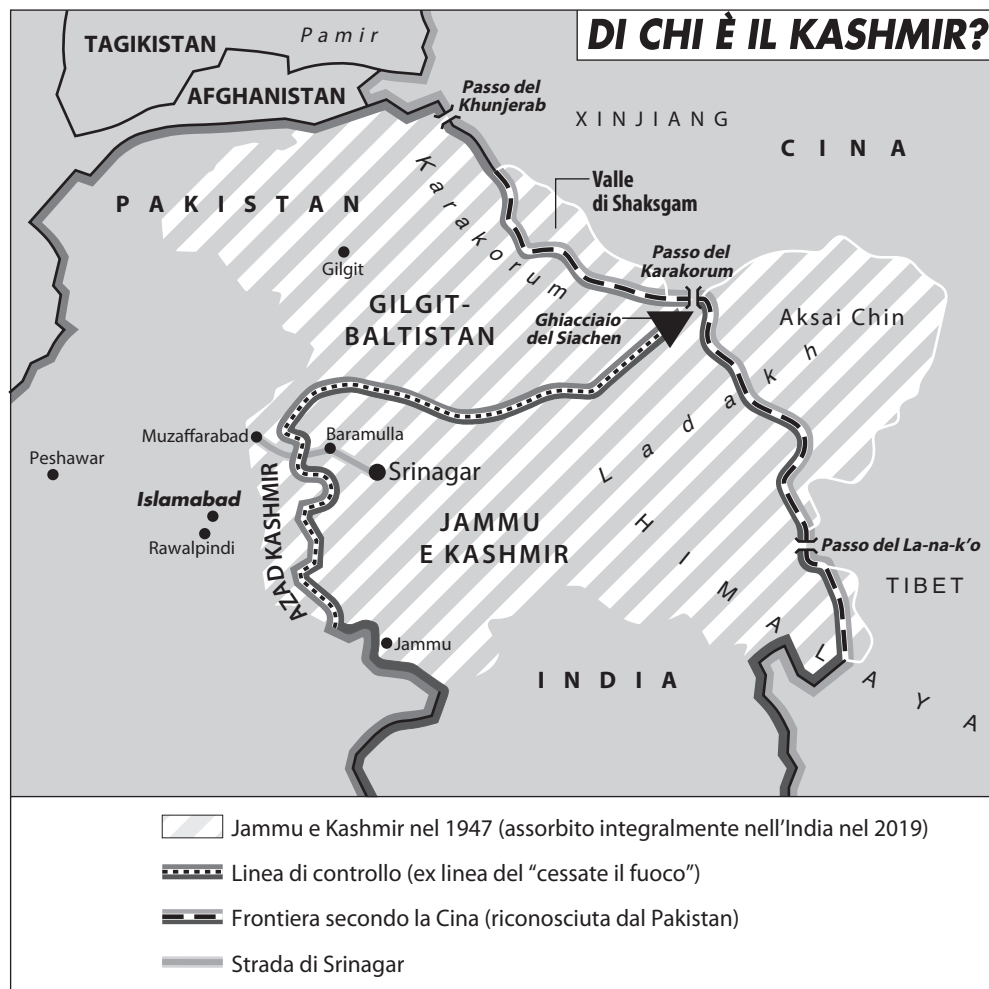 DI CHI È IL KASHMIR?
TAGIKISTAN
Pamir
AFGHANISTAN
Passo del
Khunjerab
XINJIANG
CINA
PAKISTAN
Karakorum
Valle
di Shaksgam
Gilgit
Passo del
Karakorum
GILGIT-
BALTISTAN
Ghiacciaio
del Siachen
Aksai Chin
Ladakh
Muzaffarabad
Baramulla
Srinagar
Peshawar
Islamabad
Rawalpindi
AZAD KASHMIR
JAMMU
E KASHMIR
HIMALAYA
Passo del La-na-k'o
TIBET
Jammu
INDIA
Jammu e Kashmir nel 1947 (assorbito integralmente nell'India nel 2019)
Linea di controllo (ex linea del "cessate il fuoco")
Frontiera secondo la Cina (riconosciuta dal Pakistan)
Strada di Srinagar